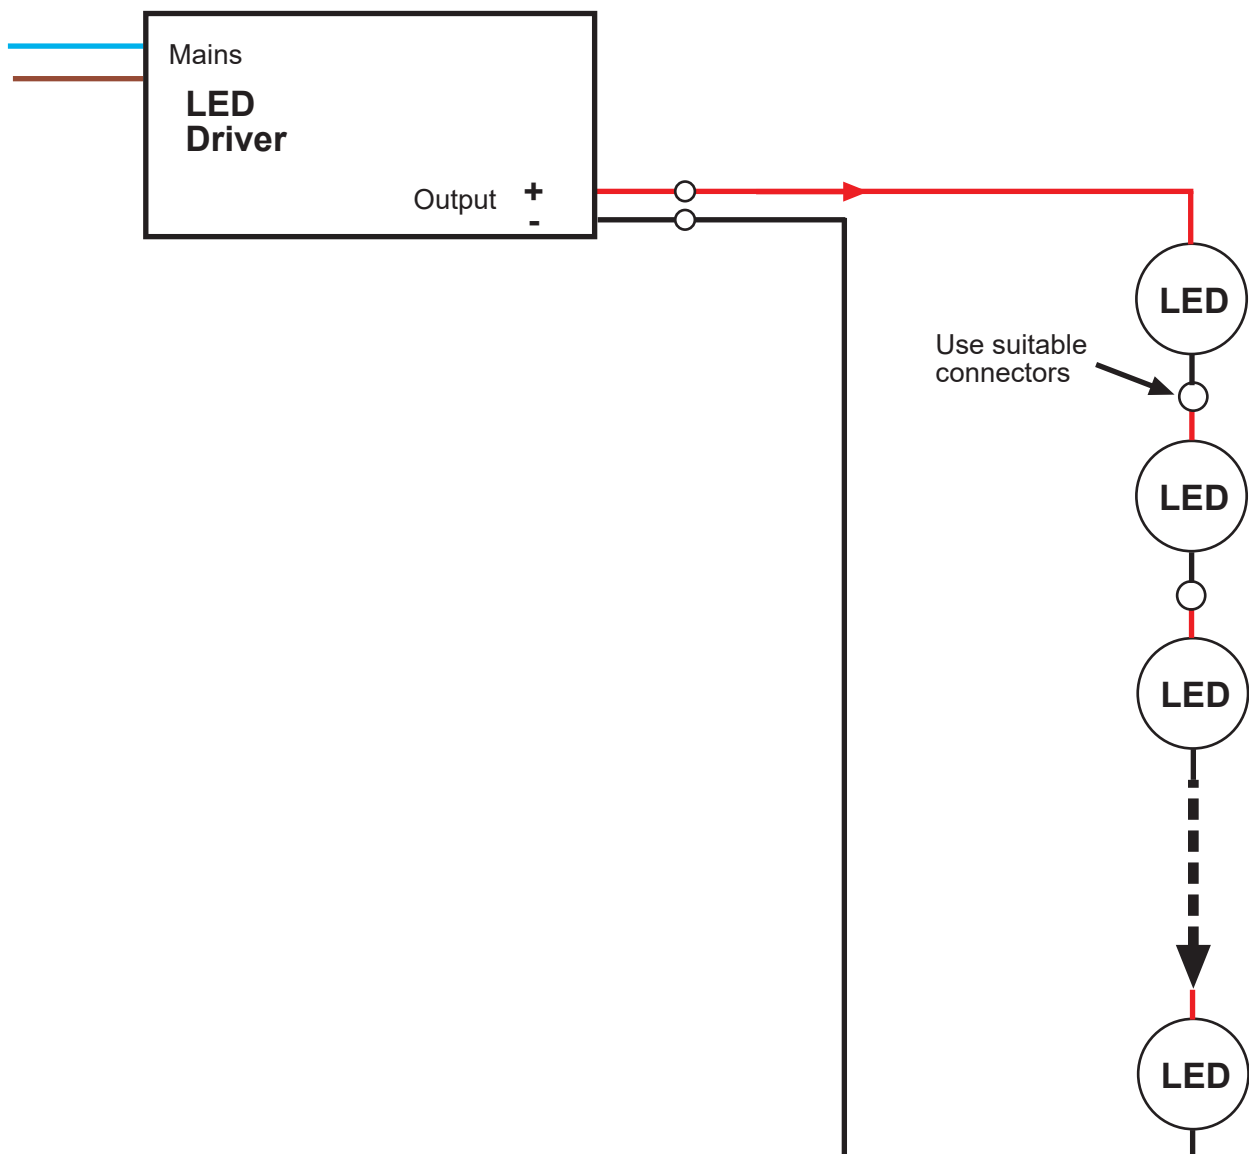 Mains
LED
Driver
Output +
-
LED
Use suitable
connectors
LED
LED
LED